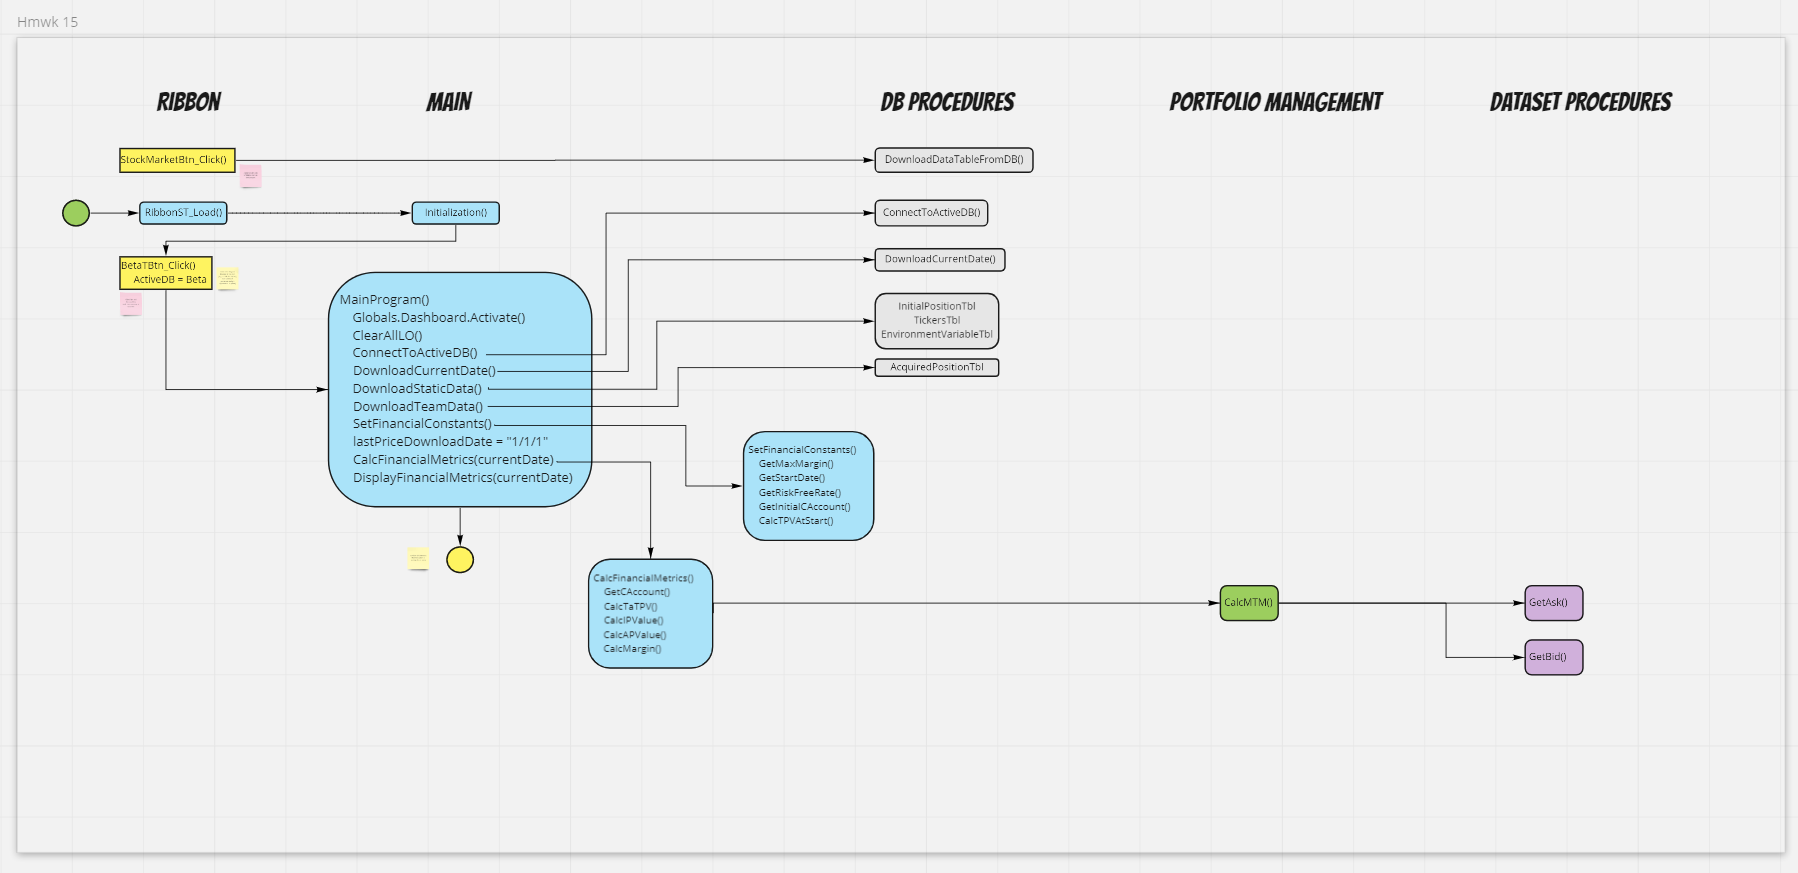 Hmwk 15
RIBBON
MAIN
DB PROCEDURES
PORTFOLIO MANAGEMENT
DATASET PROCEDURES
StockMarketBtn_Click()
DownloadDataTableFromDB()
RibbonST_Load()
Initialization()
ConnectToActiveDB()
BetaTBtn_Click()
ActiveDB = Beta
DownloadCurrentDate()
MainProgram()
Globals.Dashboard.Activate()
ClearAllLO()
ConnectToActiveDB()
DownloadCurrentDate()
DownloadStaticData()
DownloadTeamData()
SetFinancialConstants()
lastPriceDownloadDate = "1/1/1"
CalcFinancialMetrics(currentDate)
DisplayFinancialMetrics(currentDate)
InitialPositionTbl
TickersTbl
EnvironmentVariableTbl
AcquiredPositionTbl
SetFinancialConstants()
GetMaxMargin()
GetStartDate()
GetRiskFreeRate()
GetInitialCAccount()
CalcTPVAtStart()
CalcFinancialMetrics()
GetCAccount()
CalcTaTPV()
CalcIPValue()
CalcAPValue()
CalcMargin()
CalcMTM()
GetAsk()
GetBid()